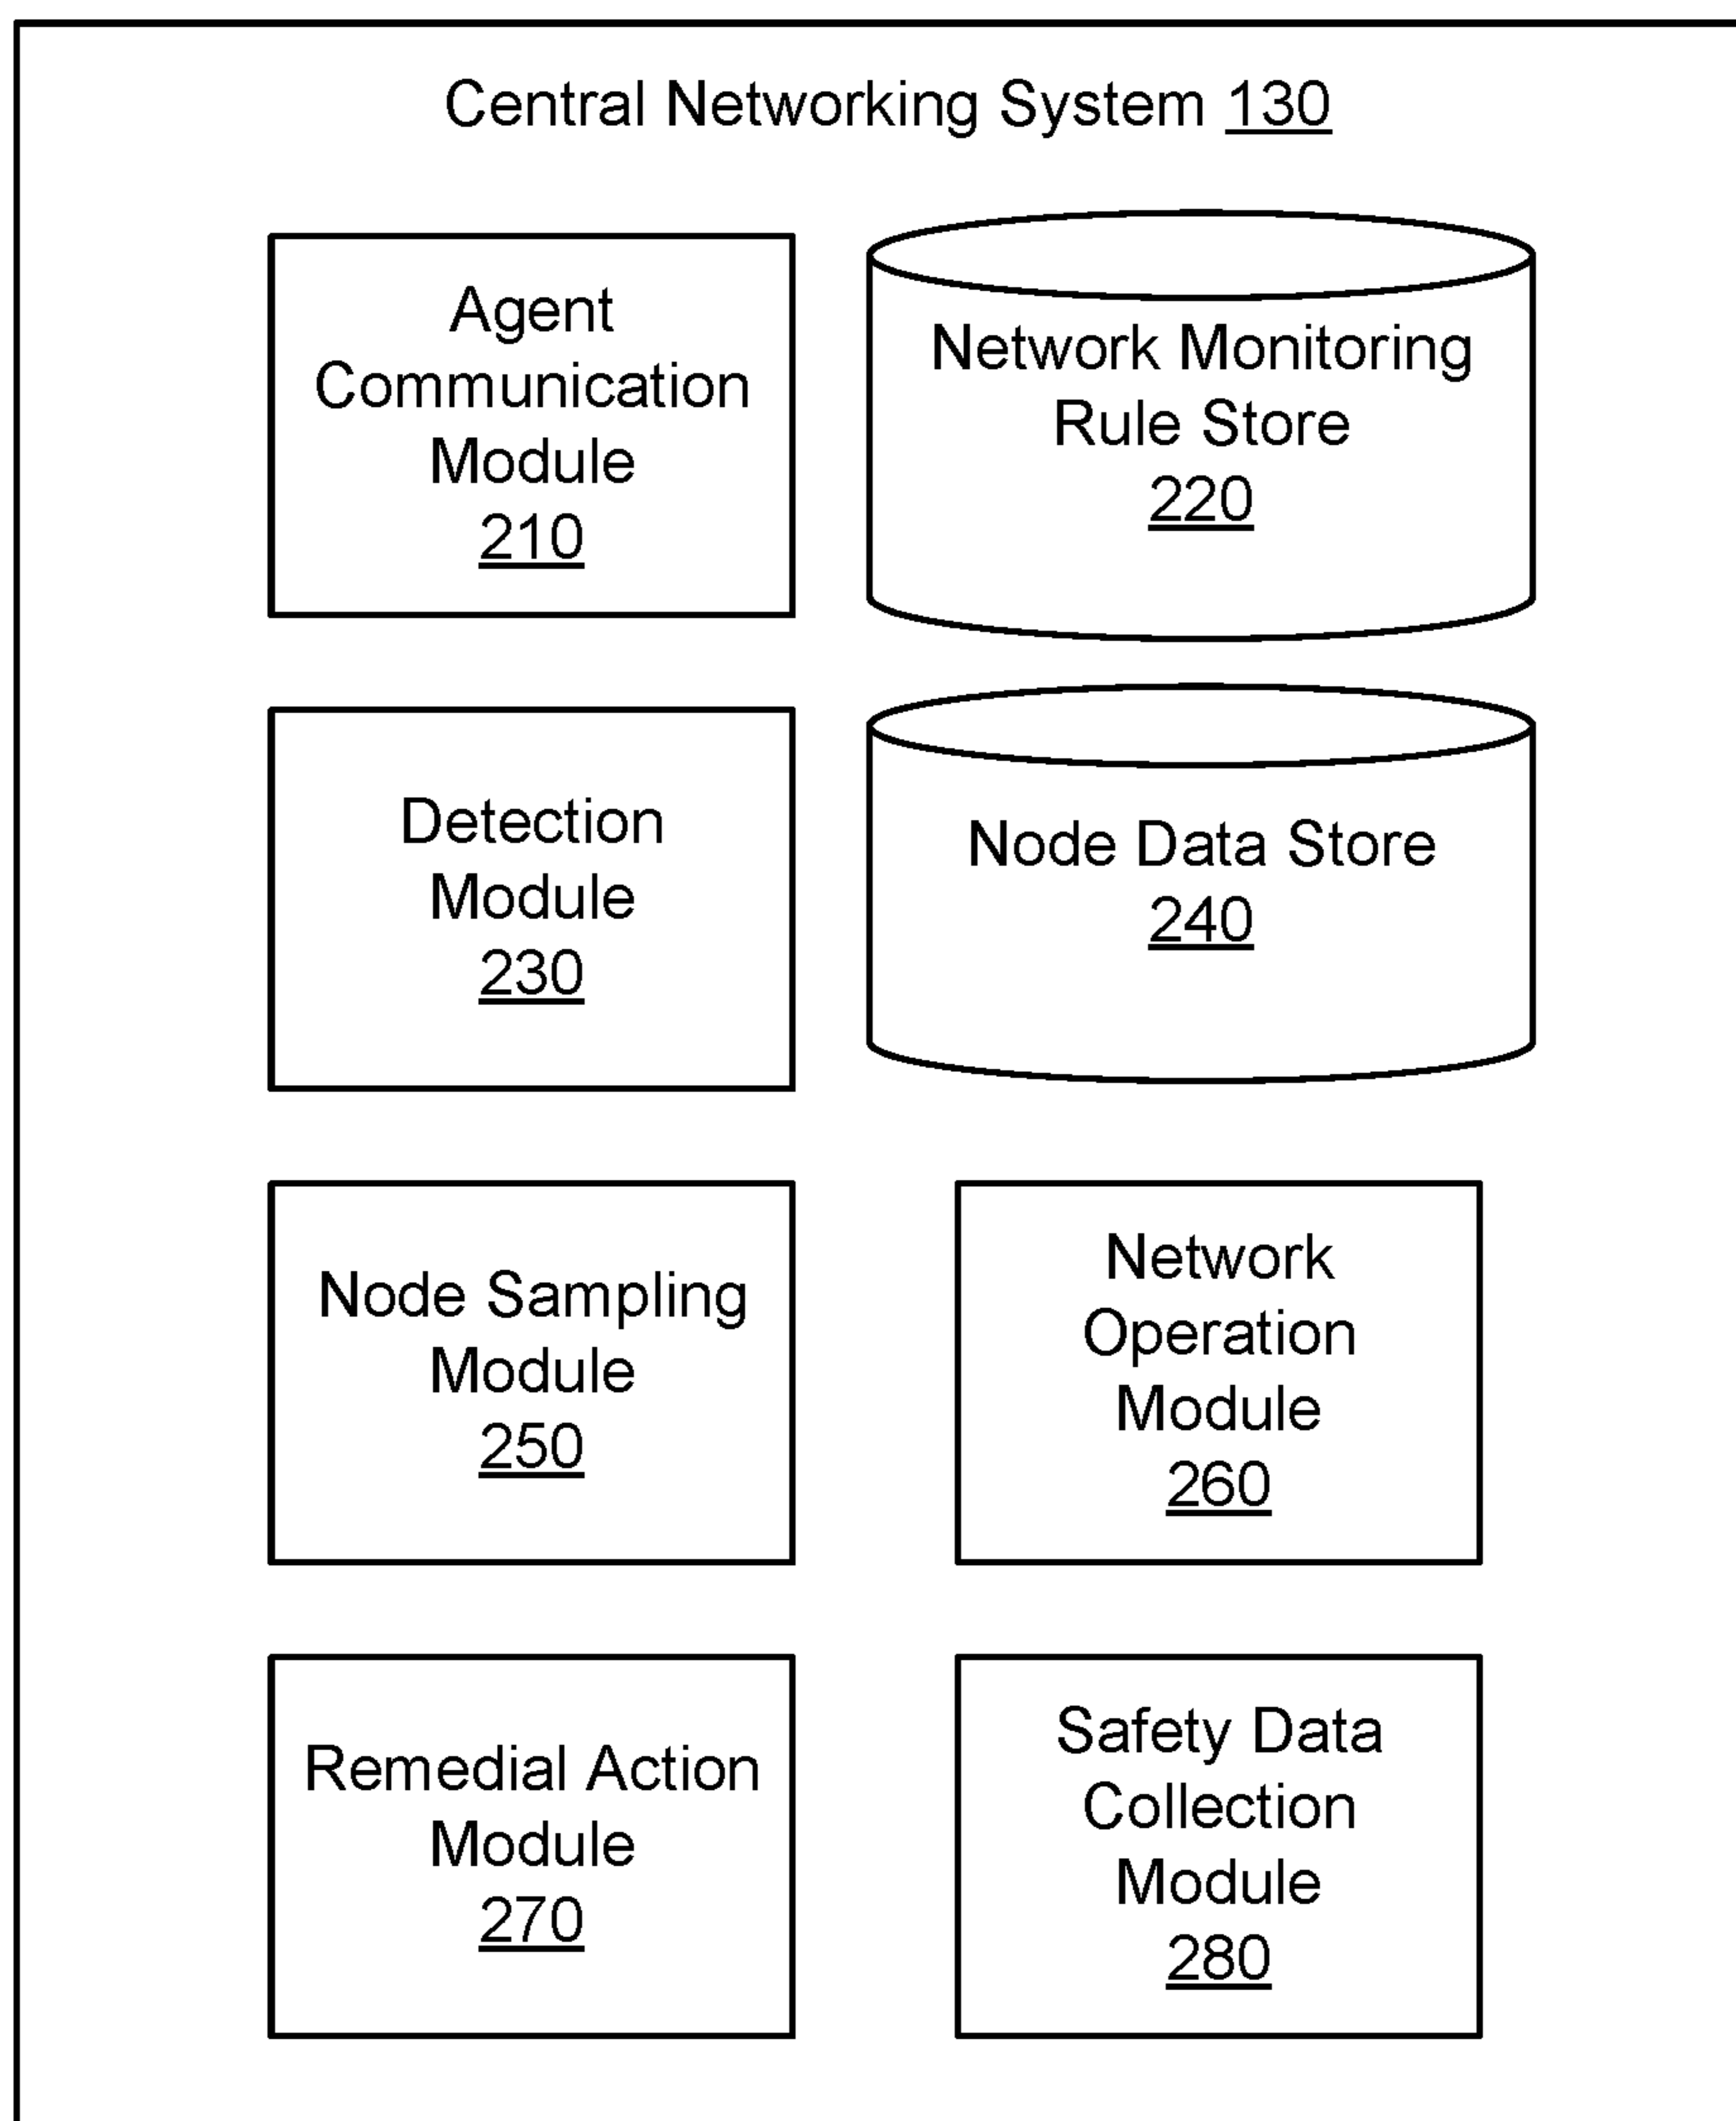 Central Networking System 130
Agent
Communication
Module
210
Network Monitoring
Rule Store
220
Detection
Module
230
Node Data Store
240
Node Sampling
Module
250
Network
Operation
Module
260
Remedial Action
Module
270
Safety Data
Collection
Module
280